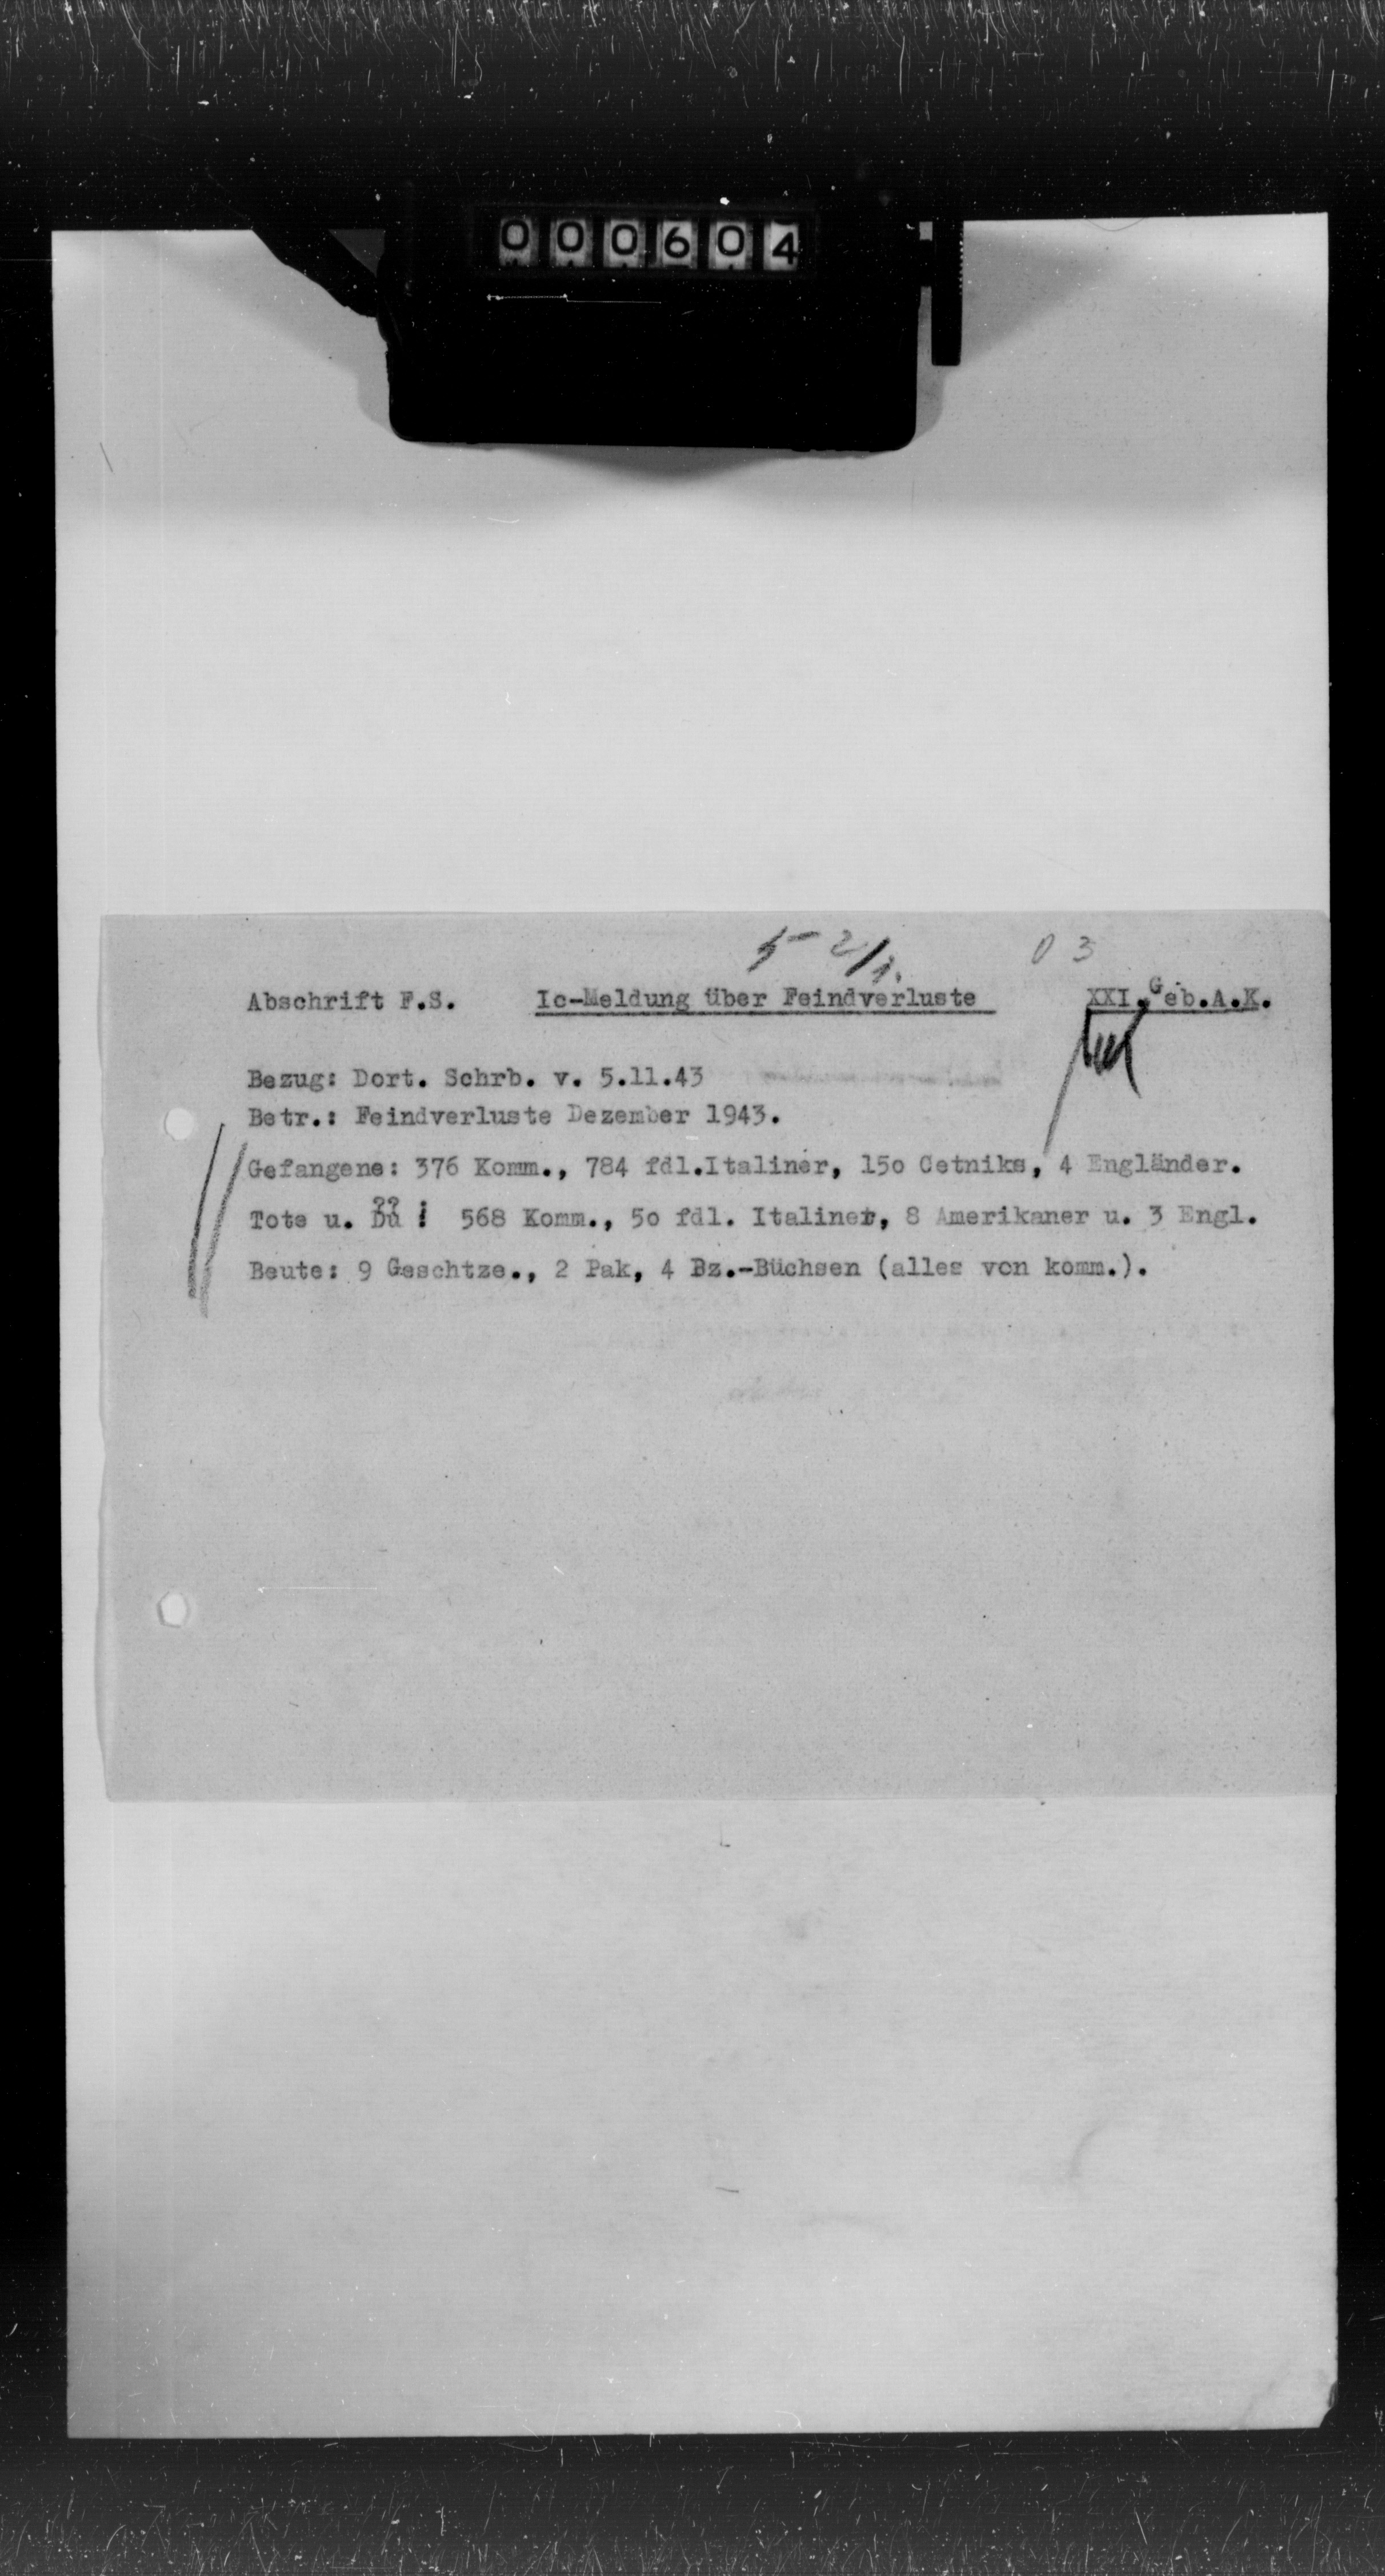 000604
5 2/1. 03
Abschrift F.S. Ic-Meldung über Feindverluste XXI.Geb.A.K.
Bezug: Dort. Schrb. v. 5.11.43
Betr.: Feindverluste Dezember 1943.
Gefangene: 376 Komm., 784 fdl.Italiner, 15o Cetniks, 4 Engländer.
Tote u. Du ?? : 568 Komm., 5o fdl. Italiner, 8 Amerikaner u. 3 Engl.
Beute: 9 Geschtze., 2 Pak, 4 Bz.-Büchsen (alles von komm.).